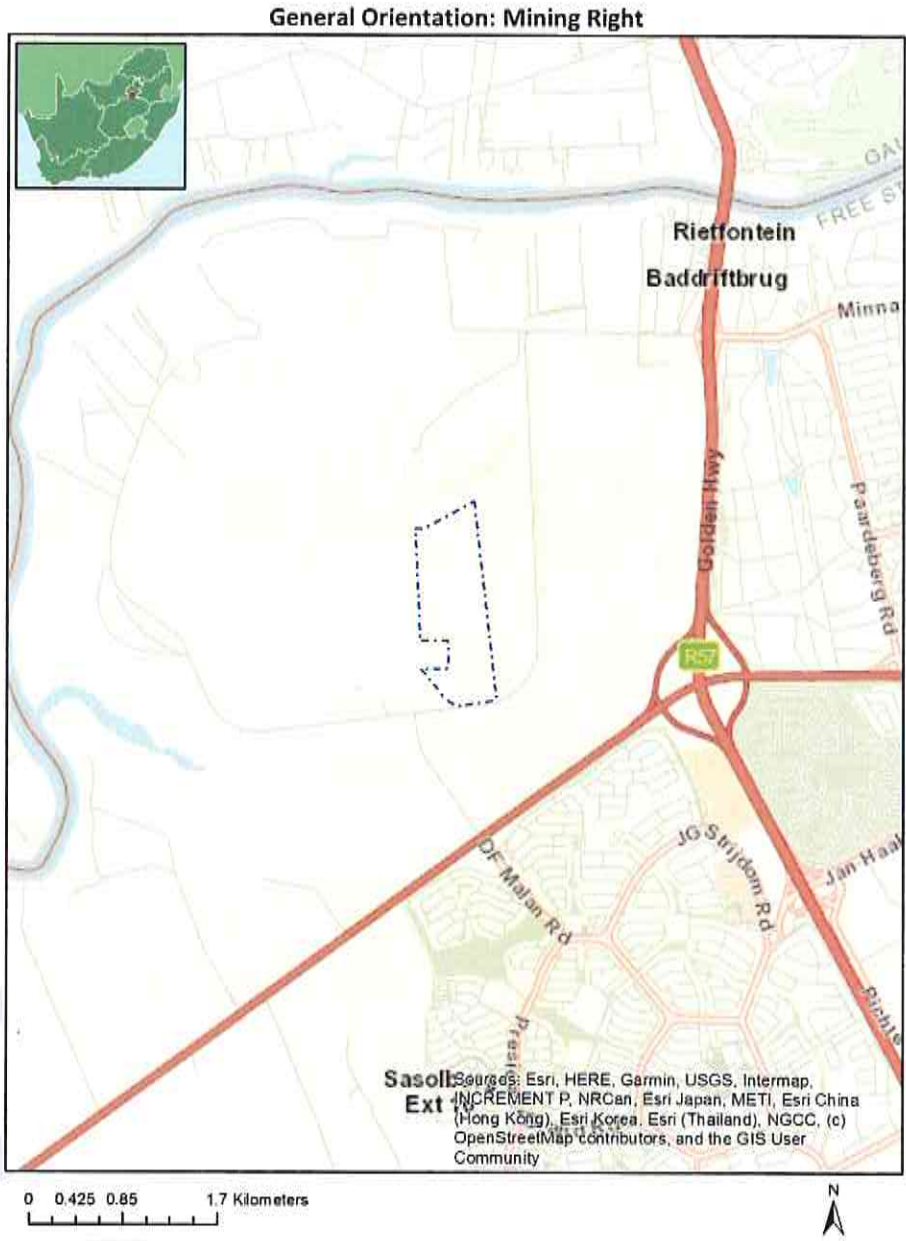 General Orientation: Mining Right
GAU
FREE ST
Rietfontein
Baddriftbrug
Minna
Golden Hwy
Paardeberg Rd
R57
JG Strijdom Rd
Jan Haak
DF Malan Rd
Richte
Sasolb
Ext
Sources: Esri, HERE, Garmin, USGS, Intermap,
INCREMENT P, NRCan, Esri Japan, METI, Esri China
(Hong Kong), Esri Korea, Esri (Thailand), NGCC, (c)
OpenStreetMap contributors, and the GIS User
Community
0 0.425 0.85 1.7 Kilometers
N